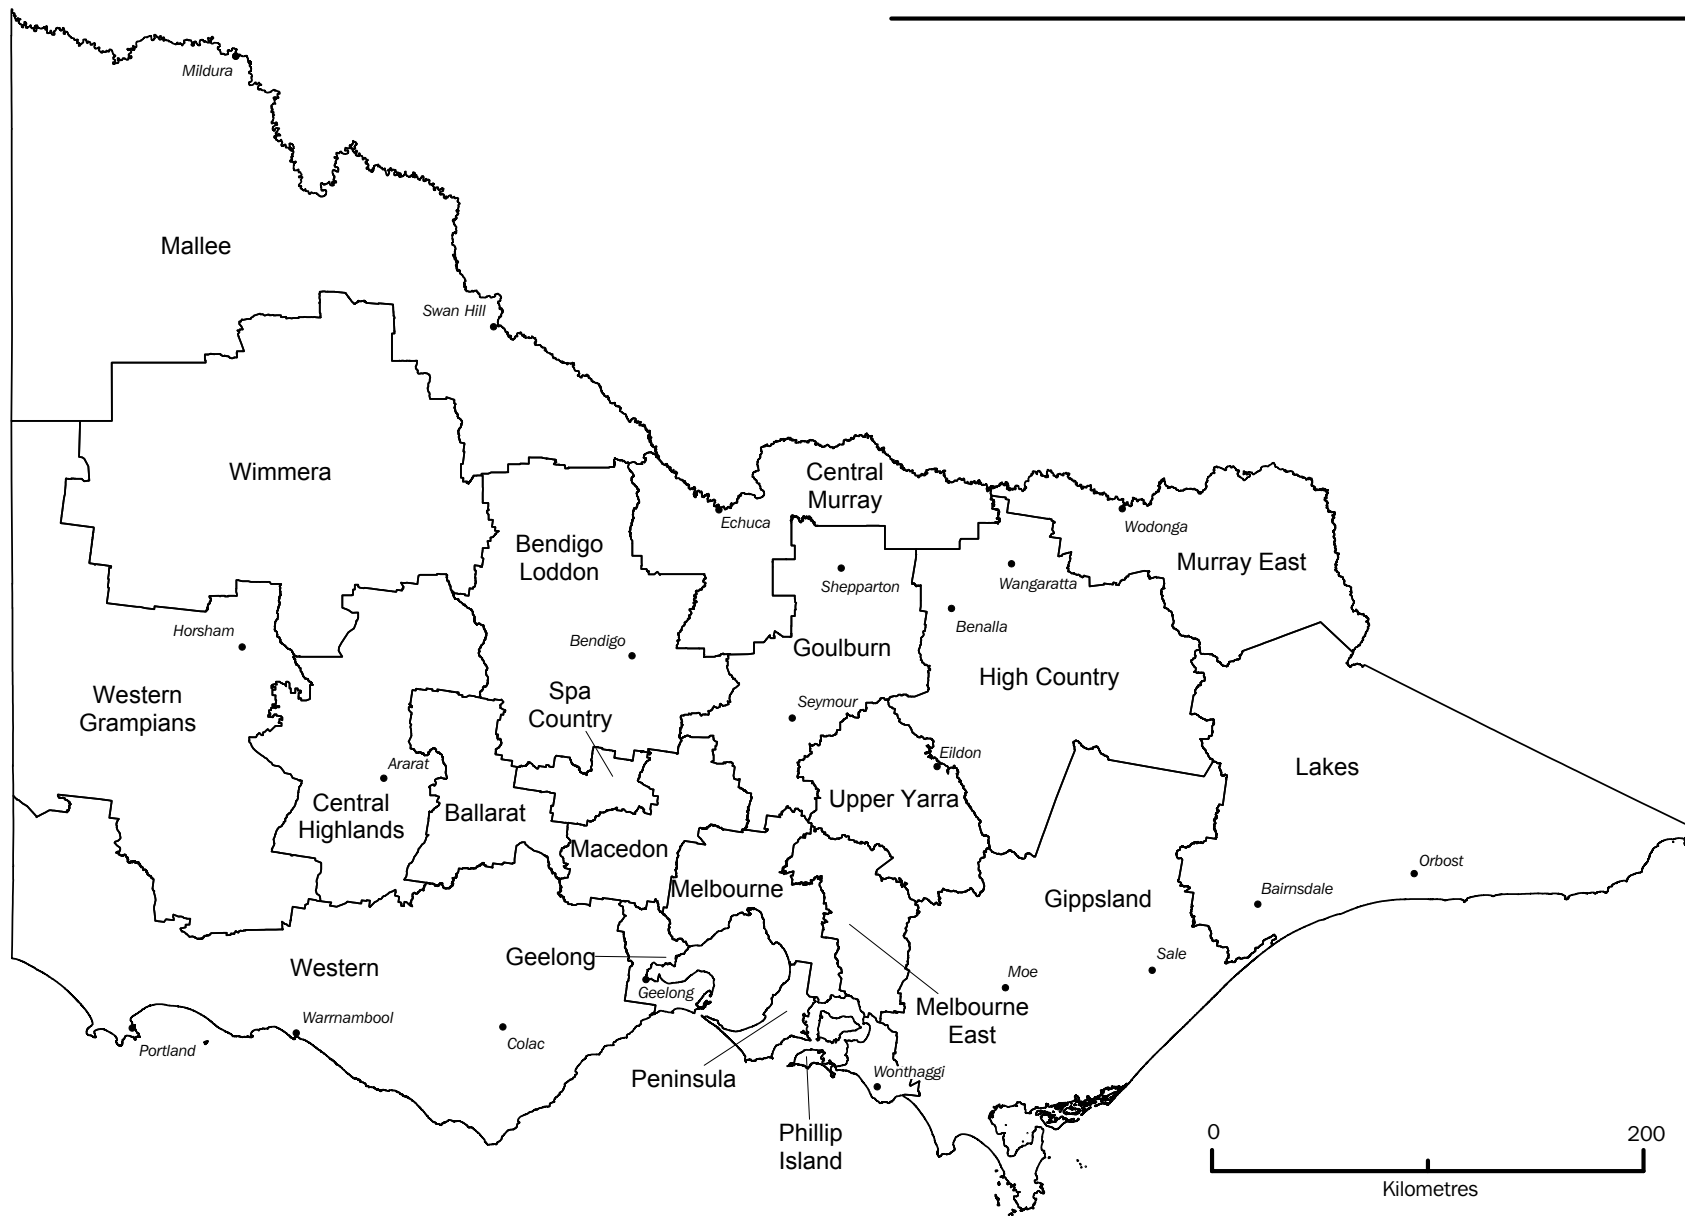 Mildura
Mallee
Swan Hill
Wimmera
Central
Murray
Echuca
Wodonga
Bendigo
Loddon
Murray East
Shepparton
Wangaratta
Benalla
Horsham
Bendigo
Goulburn
High Country
Western
Grampians
Spa
Country
Seymour
Eildon
Ararat
Lakes
Central
Highlands
Ballarat
Upper Yarra
Macedon
Melbourne
Gippsland
Orbost
Bairnsdale
Western
Geelong
Geelong
Sale
Moe
Melbourne
East
Warrnambool
Portland
Colac
Peninsula
Wonthaggi
Phillip
Island
0
200
Kilometres